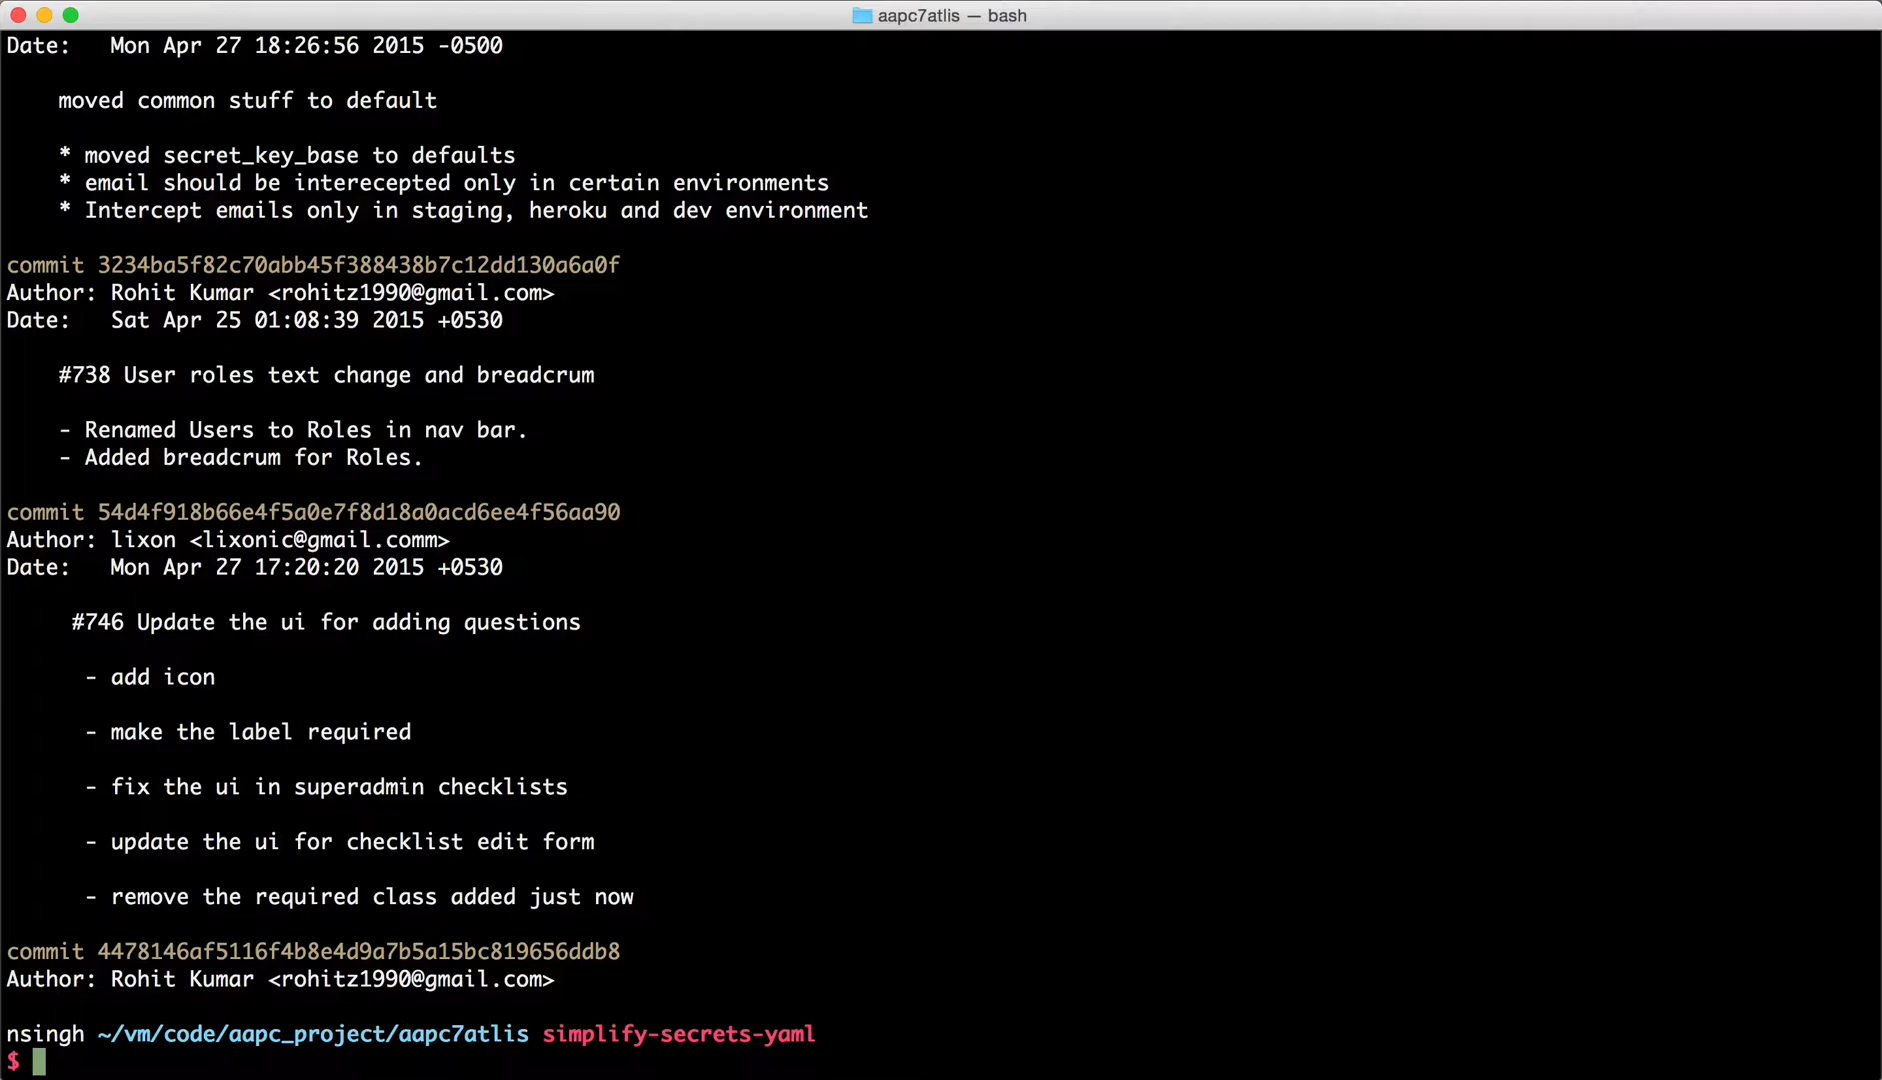 aapc7atlis — bash
Date:   Mon Apr 27 18:26:56 2015 -0500
moved common stuff to default
* moved secret_key_base to defaults
* email should be interecepted only in certain environments
* Intercept emails only in staging, heroku and dev environment
commit 3234ba5f82c70abb45f388438b7c12dd130a6a0f
Author: Rohit Kumar <rohitz1990@gmail.com>
Date:   Sat Apr 25 01:08:39 2015 +0530
#738 User roles text change and breadcrum
- Renamed Users to Roles in nav bar.
- Added breadcrum for Roles.
commit 54d4f918b66e4f5a0e7f8d18a0acd6ee4f56aa90
Author: lixon <lixonic@gmail.comm>
Date:   Mon Apr 27 17:20:20 2015 +0530
#746 Update the ui for adding questions
- add icon
- make the label required
- fix the ui in superadmin checklists
- update the ui for checklist edit form
- remove the required class added just now
commit 4478146af5116f4b8e4d9a7b5a15bc819656ddb8
Author: Rohit Kumar <rohitz1990@gmail.com>
nsingh ~/vm/code/aapc_project/aapc7atlis simplify-secrets-yaml
$